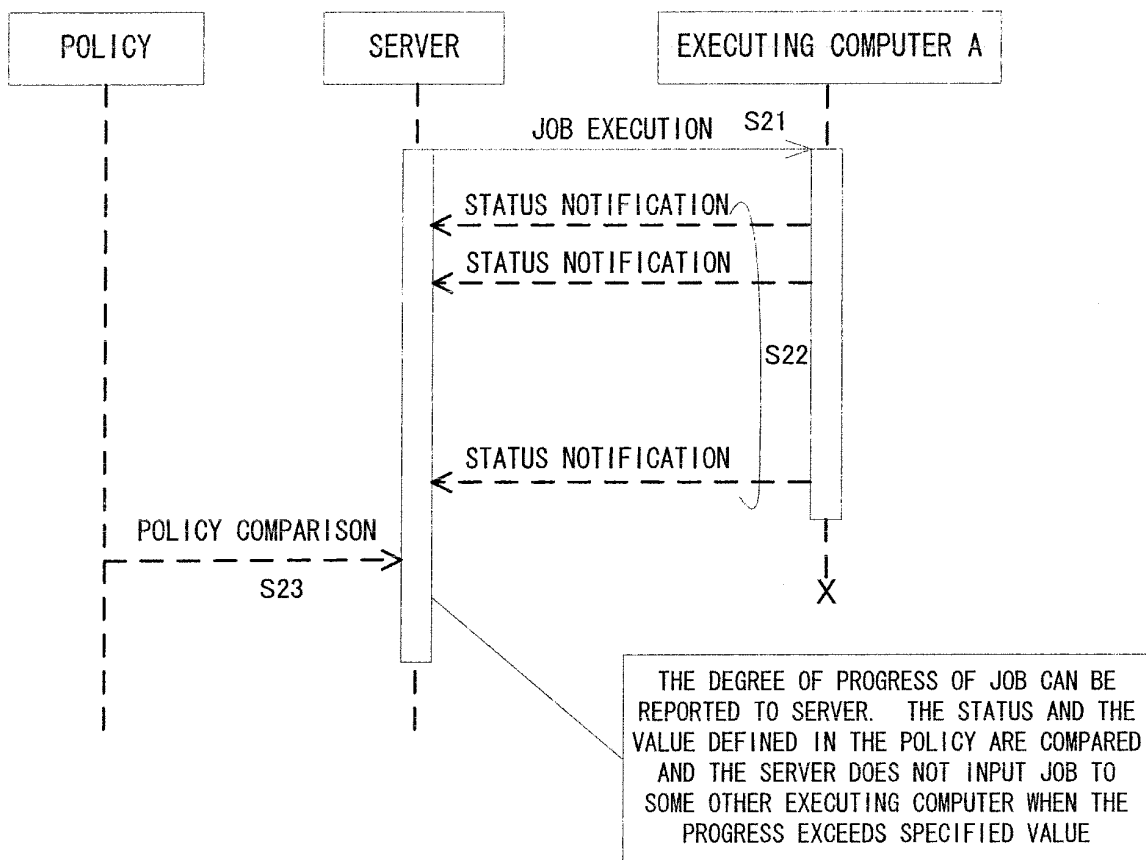 POLICY
SERVER
EXECUTING COMPUTER A
JOB EXECUTION
S21
STATUS NOTIFICATION
STATUS NOTIFICATION
S22
STATUS NOTIFICATION
POLICY COMPARISON
S23
X
THE DEGREE OF PROGRESS OF JOB CAN BE
REPORTED TO SERVER. THE STATUS AND THE
VALUE DEFINED IN THE POLICY ARE COMPARED
AND THE SERVER DOES NOT INPUT JOB TO
SOME OTHER EXECUTING COMPUTER WHEN THE
PROGRESS EXCEEDS SPECIFIED VALUE